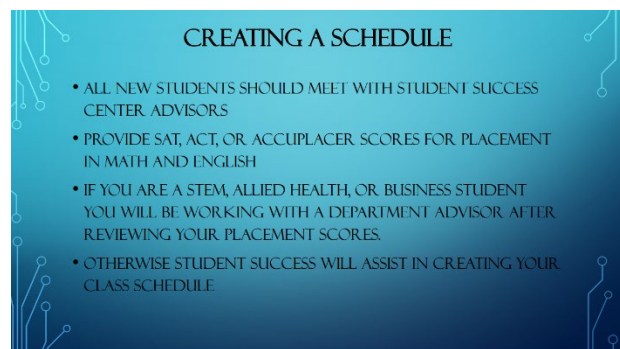 CREATING A SCHEDULE
• ALL NEW STUDENTS SHOULD MEET WITH STUDENT SUCCESS
CENTER ADVISORS
• PROVIDE SAT, ACT, OR ACCUPLACER SCORES FOR PLACEMENT
IN MATH AND ENGLISH
• IF YOU ARE A STEM, ALLIED HEALTH, OR BUSINESS STUDENT
YOU WILL BE WORKING WITH A DEPARTMENT ADVISOR AFTER
REVIEWING YOUR PLACEMENT SCORES.
• OTHERWISE STUDENT SUCCESS WILL ASSIST IN CREATING YOUR
CLASS SCHEDULE